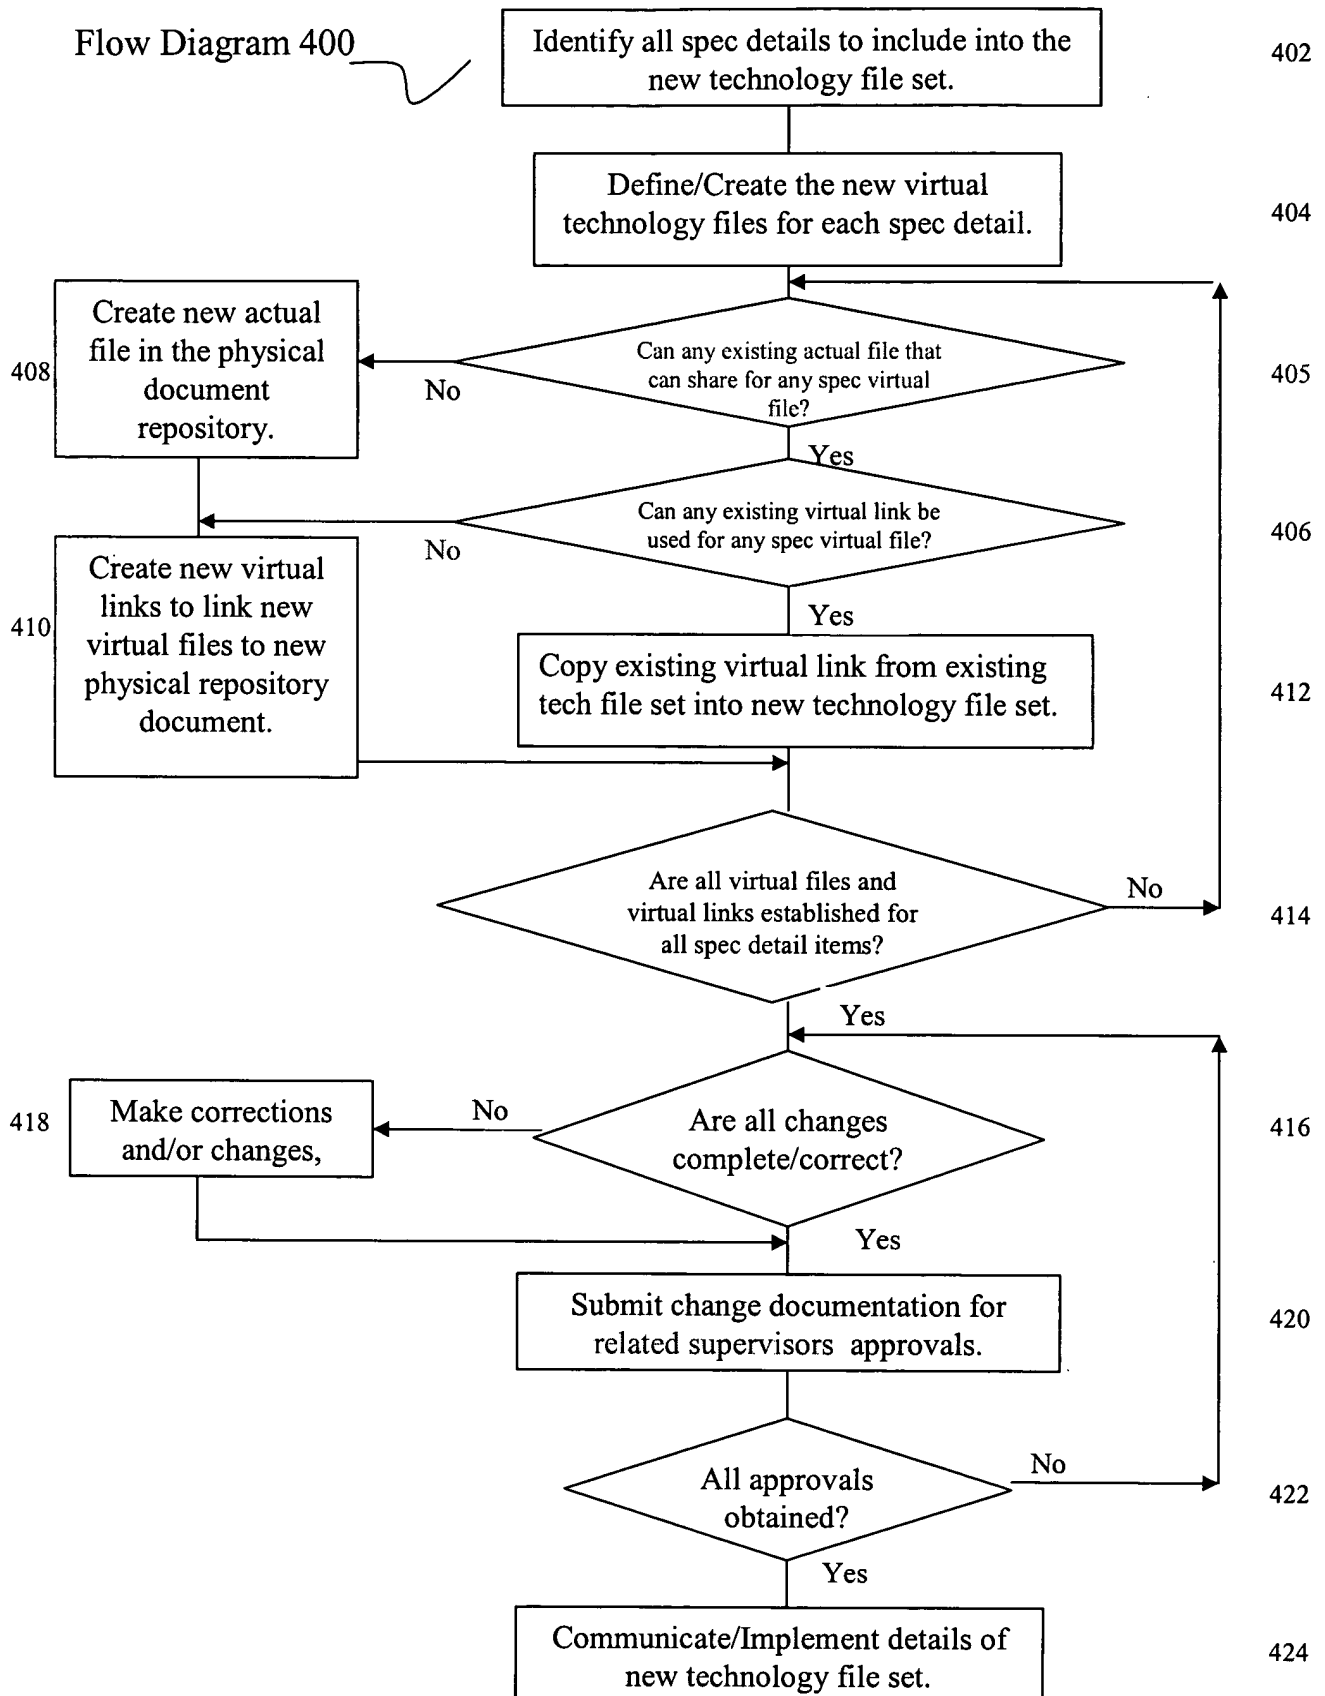 Flow Diagram 400
Identify all spec details to include into the
new technology file set.
402
Define/Create the new virtual
technology files for each spec detail.
404
408
Create new actual
file in the physical
document
repository.
No
Can any existing actual file that
can share for any spec virtual
file?
405
Yes
Can any existing virtual link be
used for any spec virtual file?
406
No
Yes
410
Create new virtual
links to link new
virtual files to new
physical repository
document.
Copy existing virtual link from existing
tech file set into new technology file set.
412
Are all virtual files and
virtual links established for
all spec detail items?
No
414
Yes
418
Make corrections
and/or changes,
No
Are all changes
complete/correct?
416
Yes
Submit change documentation for
related supervisors approvals.
420
All approvals
obtained?
No
422
Yes
Communicate/Implement details of
new technology file set.
424